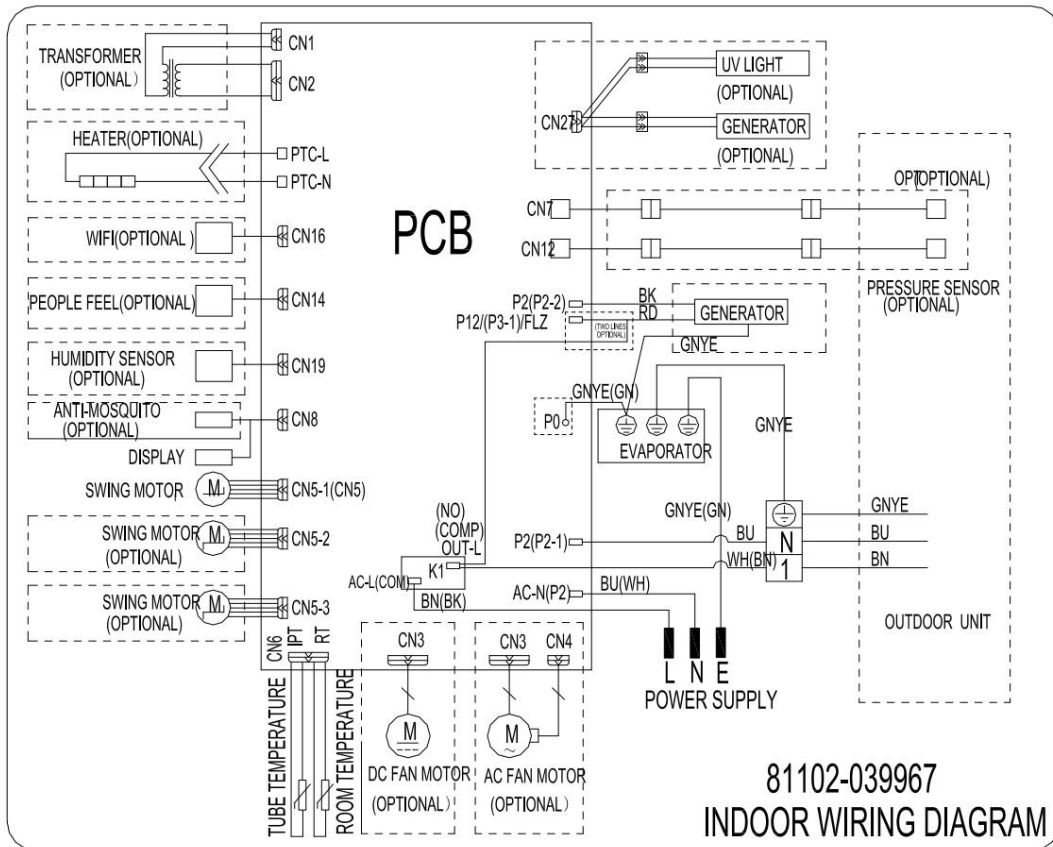 TRANSFORMER
(OPTIONAL)
CN1
CN2
HEATER(OPTIONAL)
PTC-L
PTC-N
WIFI(OPTIONAL )
CN16
PEOPLE FEEL(OPTIONAL)
CN14
HUMIDITY SENSOR
(OPTIONAL)
CN19
ANTI-MOSQUITO
(OPTIONAL)
CN8
DISPLAY
SWING MOTOR
M
CN5-1(CN5)
SWING MOTOR
(OPTIONAL)
M
CN5-2
SWING MOTOR
(OPTIONAL)
M
CN5-3
PCB
UV LIGHT
(OPTIONAL)
CN27
GENERATOR
(OPTIONAL)
OPT(OPTIONAL)
CN7
CN12
PRESSURE SENSOR
(OPTIONAL)
P2(P2-2)
BK
P12/(P3-1)/FLZ
RD
(TWO LINES
OPTIONAL)
GENERATOR
GNYE
GNYE(GN)
P0
EVAPORATOR
GNYE
GNYE(GN)
GNYE
(NO)
(COMP)
OUT-L
P2(P2-1)
BU
N
BU
K1
WH(BN)
1
BN
AC-L(COM)
BN(BK)
AC-N(P2)
BU(WH)
OUTDOOR UNIT
L N E
POWER SUPPLY
CN6
IPT
RT
TUBE TEMPERATURE
ROOM TEMPERATURE
CN3
M
DC FAN MOTOR
(OPTIONAL)
CN3
CN4
M
~
AC FAN MOTOR
(OPTIONAL)
81102-039967
INDOOR WIRING DIAGRAM